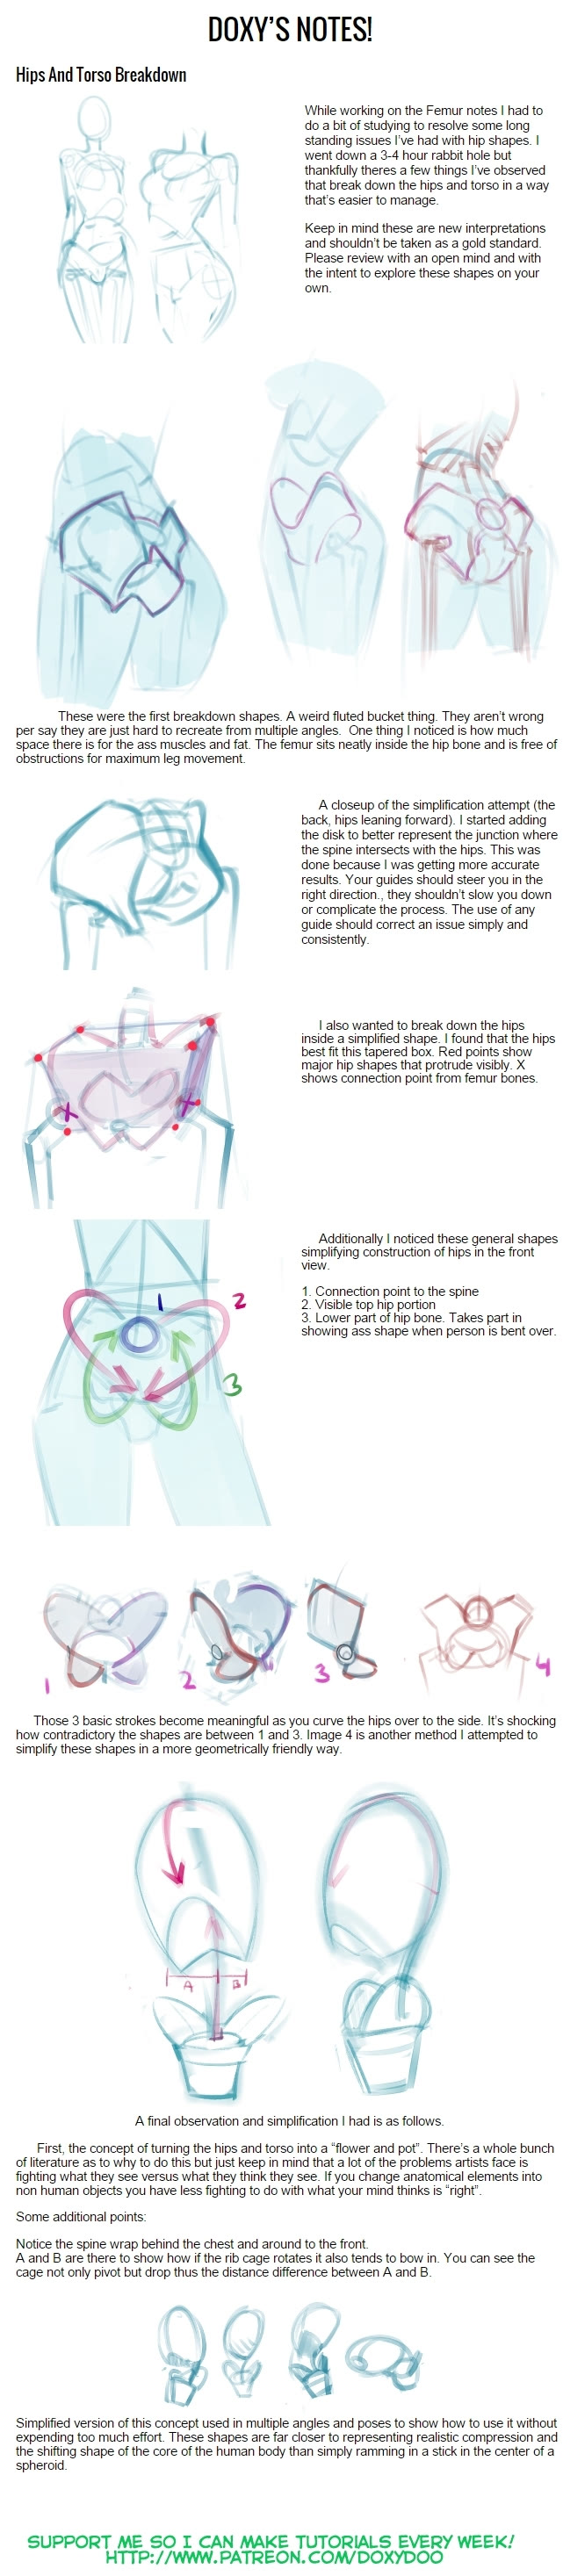 DOXY'S NOTES!
Hips And Torso Breakdown
While working on the Femur notes I had to
do a bit of studying to resolve some long
standing issues I've had with hip shapes. I
went down a 3-4 hour rabbit hole but
thankfully theres a few things I've observed
that break down the hips and torso in a way
that's easier to manage.
Keep in mind these are new interpretations
and shouldn't be taken as a gold standard.
Please review with an open mind and with
the intent to explore these shapes on your
own.
These were the first breakdown shapes. A weird fluted bucket thing. They aren't wrong
per say they are just hard to recreate from multiple angles. One thing I noticed is how much
space there is for the ass muscles and fat. The femur sits neatly inside the hip bone and is free of
obstructions for maximum leg movement.
A closeup of the simplification attempt (the
back, hips leaning forward). I started adding
the disk to better represent the junction where
the spine intersects with the hips. This was
done because I was getting more accurate
results. Your guides should steer you in the
right direction., they shouldn't slow you down
or complicate the process. The use of any
guide should correct an issue simply and
consistently.
I also wanted to break down the hips
inside a simplified shape. I found that the hips
best fit this tapered box. Red points show
major hip shapes that protrude visibly. X
shows connection point from femur bones.
X X
Additionally I noticed these general shapes
simplifying construction of hips in the front
view.
1. Connection point to the spine
2. Visible top hip portion
3. Lower part of hip bone. Takes part in
showing ass shape when person is bent over.
1 2
3
1 2 3 4
Those 3 basic strokes become meaningful as you curve the hips over to the side. It's shocking
how contradictory the shapes are between 1 and 3. Image 4 is another method I attempted to
simplify these shapes in a more geometrically friendly way.
A B
A final observation and simplification I had is as follows.
First, the concept of turning the hips and torso into a "flower and pot". There's a whole bunch
of literature as to why to do this but just keep in mind that a lot of the problems artists face is
fighting what they see versus what they think they see. If you change anatomical elements into
non human objects you have less fighting to do with what your mind thinks is "right".
Some additional points:
Notice the spine wrap behind the chest and around to the front.
A and B are there to show how if the rib cage rotates it also tends to bow in. You can see the
cage not only pivot but drop thus the distance difference between A and B.
Simplified version of this concept used in multiple angles and poses to show how to use it without
expending too much effort. These shapes are far closer to representing realistic compression and
the shifting shape of the core of the human body than simply ramming in a stick in the center of a
spheroid.
SUPPORT ME SO I CAN MAKE TUTORIALS EVERY WEEK!
HTTP://WWW.PATREON.COM/DOXYDOO